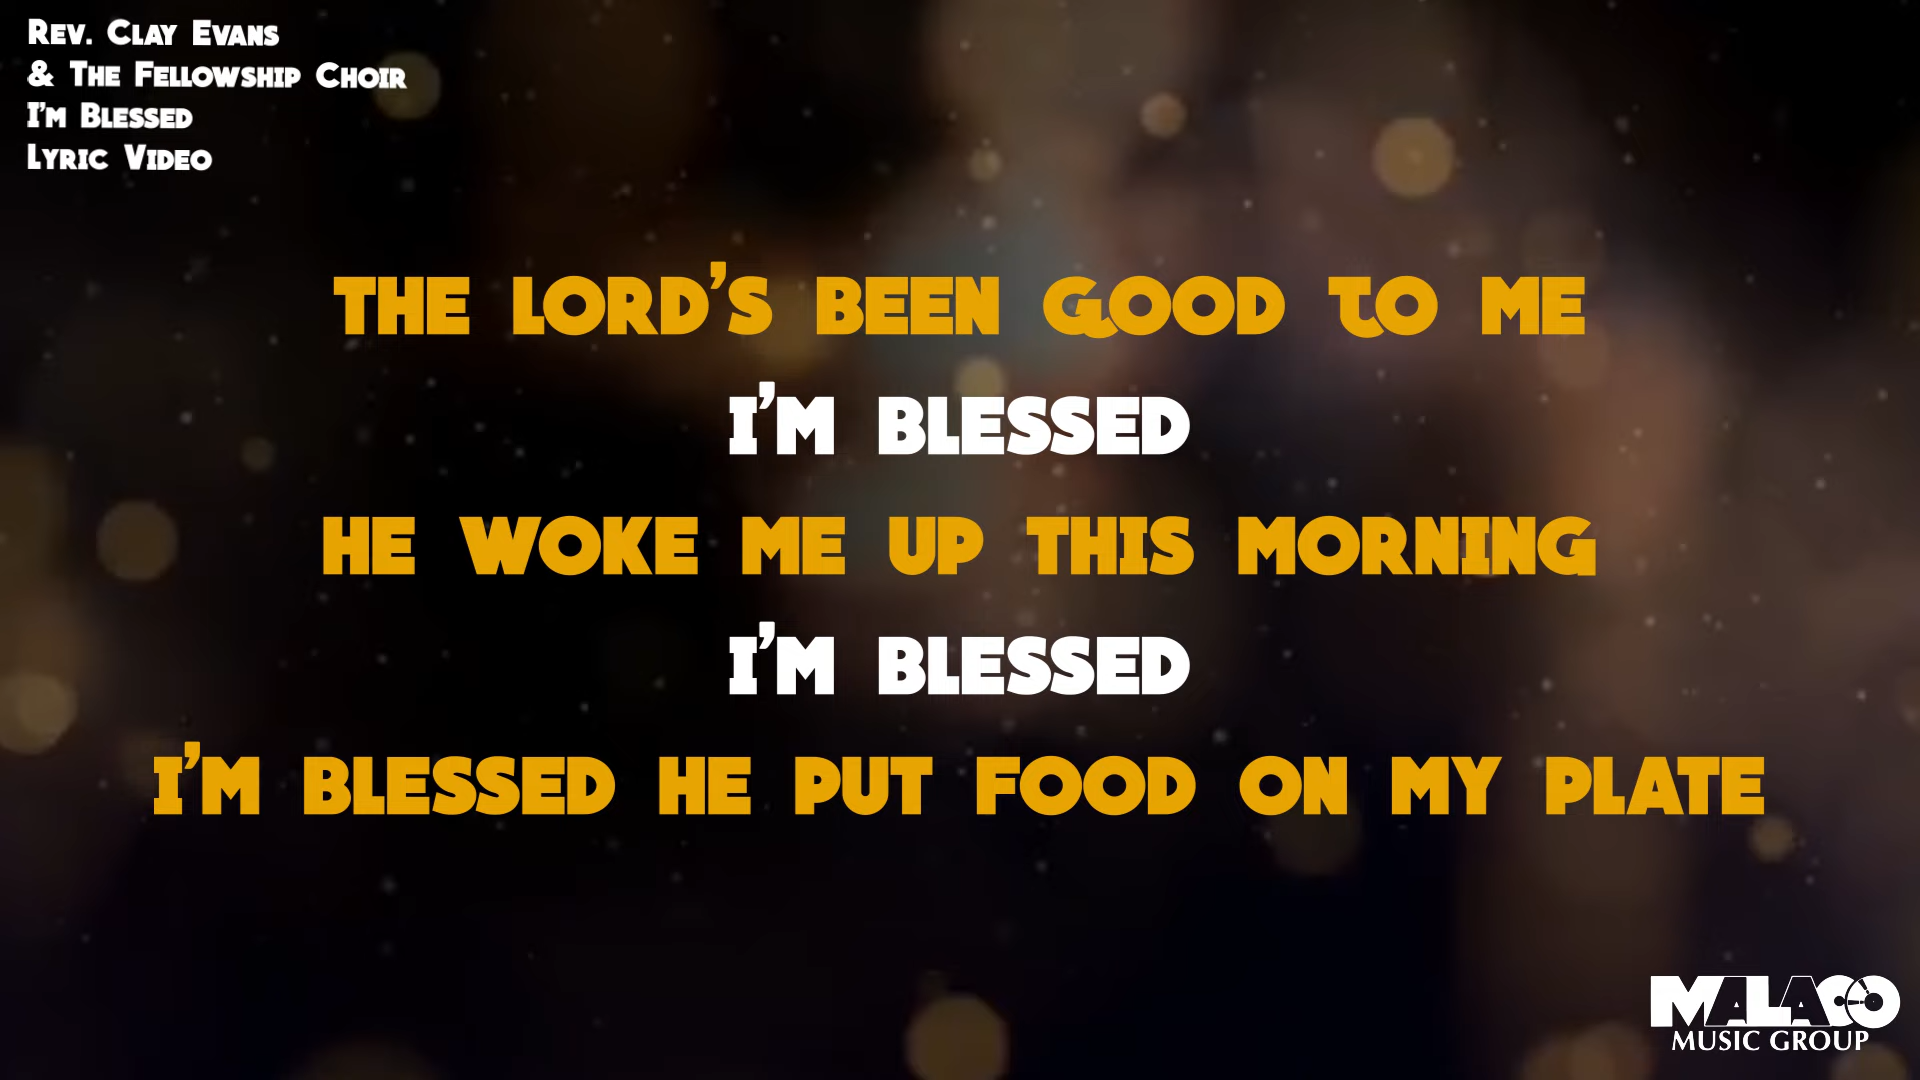 Rev. Clay Evans
& The Fellowship Choir
I'm Blessed
Lyric Video
THE LORD'S BEEN GOOD TO ME
I'M BLESSED
HE WOKE ME UP THIS MORNING
I'M BLESSED
I'M BLESSED HE PUT FOOD ON MY PLATE
MALACO
MUSIC GROUP